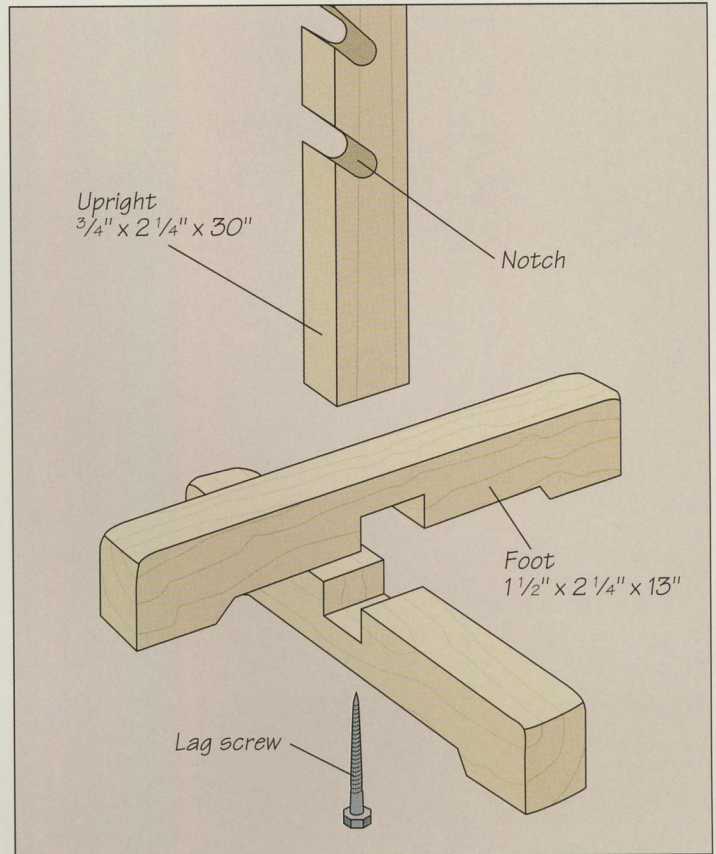 Upright
3/4" x 2 1/4" x 30"
Notch
Foot
1 1/2" x 2 1/4" x 13"
Lag screw